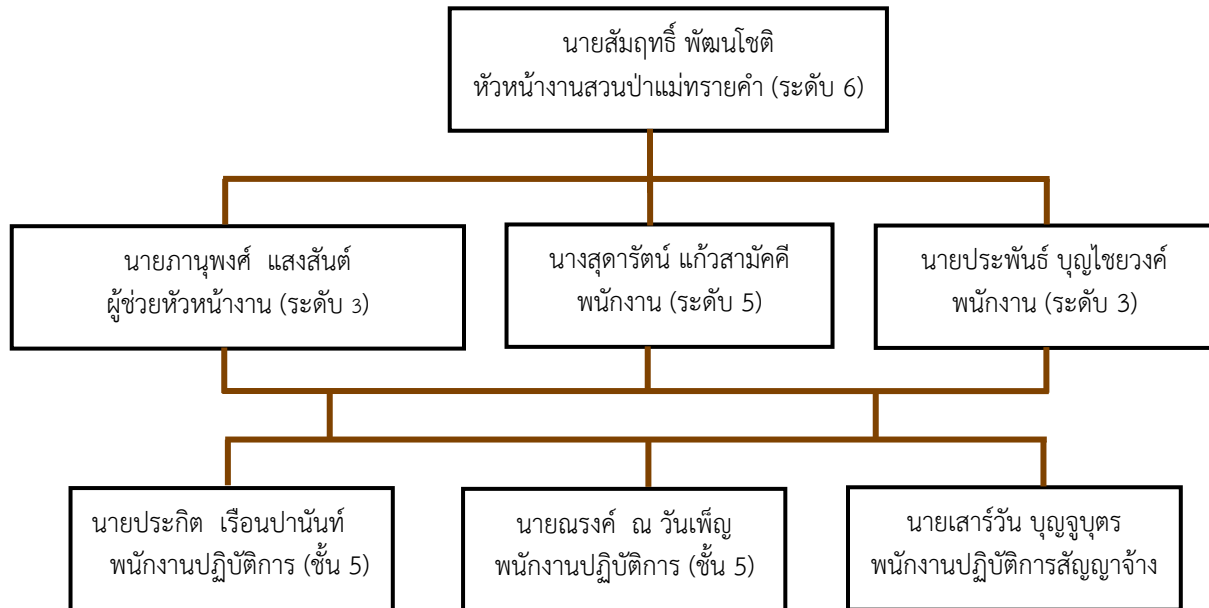 นายสัมฤทธิ์ พัฒนโชติ
หัวหน้างานสวนป่าแม่ทรายคำ (ระดับ 6)
นายภานุพงศ์ แสงสันต์
ผู้ช่วยหัวหน้างาน (ระดับ 3)
นางสุดารัตน์ แก้วสามัคคี
พนักงาน (ระดับ 5)
นายประพันธ์ บุญไชยวงค์
พนักงาน (ระดับ 3)
นายประกิต เรือนปานันท์
พนักงานปฏิบัติการ (ชั้น 5)
นายณรงค์ ณ วันเพ็ญ
พนักงานปฏิบัติการ (ชั้น 5)
นายเสาร์วัน บุญจูบุตร
พนักงานปฏิบัติการสัญญาจ้าง